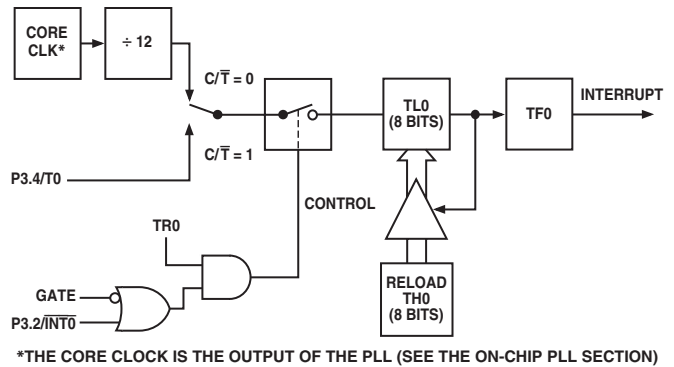 CORE
CLK*
÷ 12
C/T̅ = 0
TL0
(8 BITS)
TF0
INTERRUPT
C/T̅ = 1
P3.4/T0
CONTROL
TR0
GATE
P3.2/I̅N̅T̅0̅
RELOAD
TH0
(8 BITS)
*THE CORE CLOCK IS THE OUTPUT OF THE PLL (SEE THE ON-CHIP PLL SECTION)